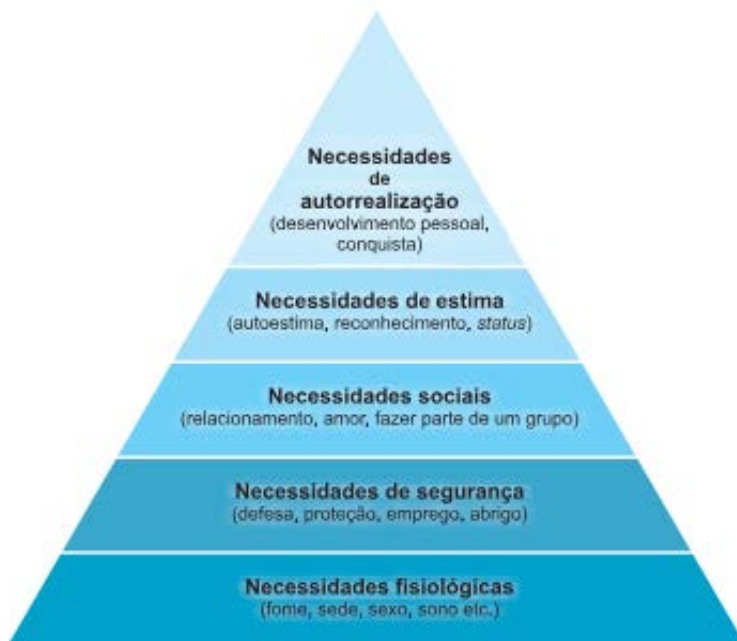 Necessidades
de
autorrealização
(desenvolvimento pessoal,
conquista)
Necessidades de estima
(autoestima, reconhecimento, status)
Necessidades sociais
(relacionamento, amor, fazer parte de um grupo)
Necessidades de segurança
(defesa, proteção, emprego, abrigo)
Necessidades fisiológicas
(fome, sede, sexo, sono etc.)